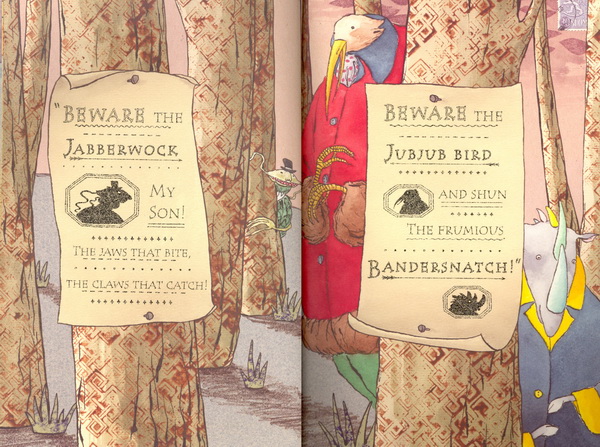 "BEWARE THE
JABBERWOCK
MY
SON!
THE JAWS THAT BITE,
THE CLAWS THAT CATCH!
BEWARE THE
JUBJUB BIRD
AND SHUN
THE FRUMIOUS
BANDERSNATCH!"